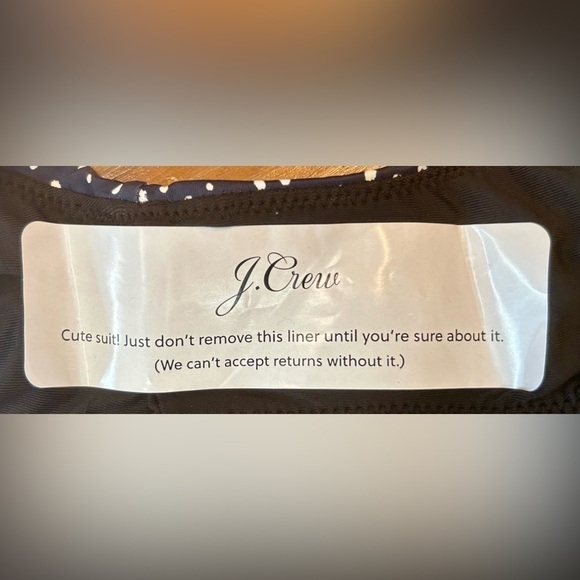 J.Crew
Cute suit! Just don't remove this liner until you're sure about it.
(We can't accept returns without it.)